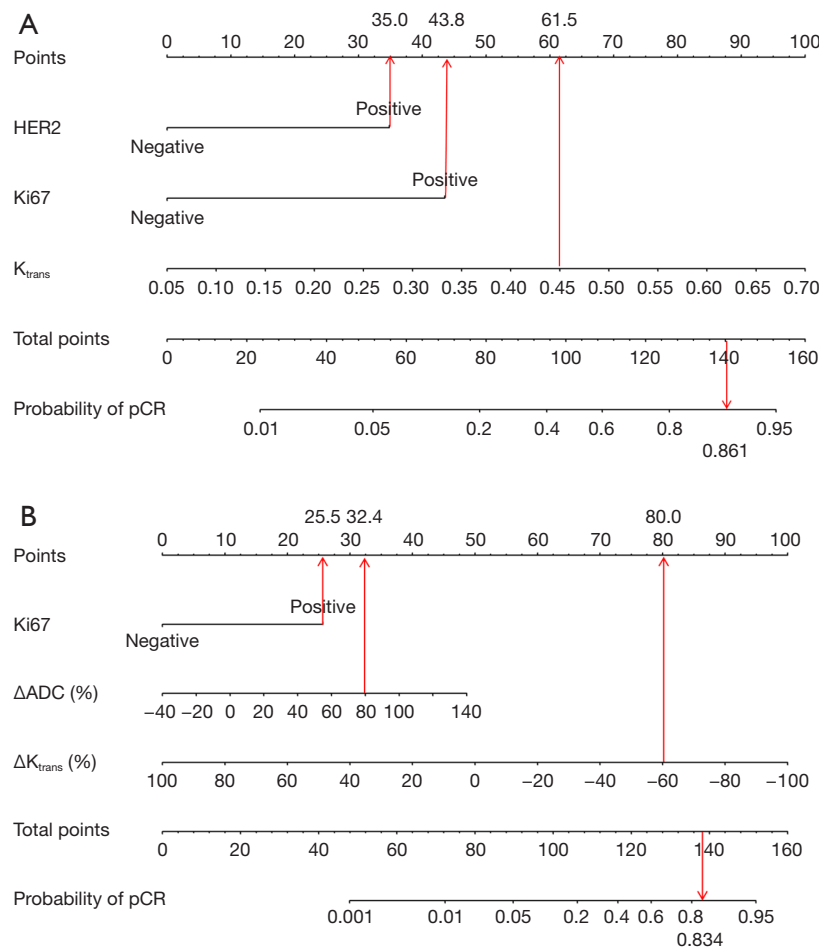 A
35.0 43.8 61.5
0 10 20 30 40 50 60 70 80 90 100
Points
Positive
HER2
Negative
Positive
Ki67
Negative
Ktrans
0.05 0.10 0.15 0.20 0.25 0.30 0.35 0.40 0.45 0.50 0.55 0.60 0.65 0.70
Total points
0 20 40 60 80 100 120 140 160
Probability of pCR
0.01 0.05 0.2 0.4 0.6 0.8 0.95
0.861
B
25.5 32.4 80.0
0 10 20 30 40 50 60 70 80 90 100
Points
Positive
Ki67
Negative
ΔADC (%)
−40 −20 0 20 40 60 80 100 140
ΔKtrans (%)
100 80 60 40 20 0 −20 −40 −60 −80 −100
Total points
0 20 40 60 80 100 120 140 160
Probability of pCR
0.001 0.01 0.05 0.2 0.4 0.6 0.8 0.95
0.834